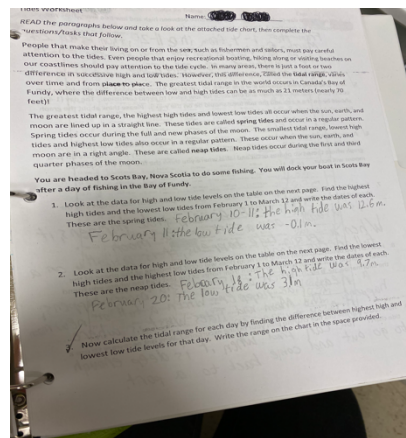 Tides Worksheet
Name:
READ the paragraphs below and take a look at the attached tide chart, then complete the
questions/tasks that follow.
People that make their living on or from the sea, such as fishermen and sailors, must pay careful
attention to the tides. Even people that enjoy recreational boating, hiking along or visiting beaches on
our coastlines should pay attention to the tide cycle. In many areas, there is just a foot or two
difference in successive high and low tides. However, this difference, called the tidal range, varies
over time and from place to place. The greatest tidal range in the world occurs in Canada's Bay of
Fundy, where the difference between low and high tides can be as much as 21 meters (nearly 70
feet)!
The greatest tidal range, the highest high tides and lowest low tides all occur when the sun, earth, and
moon are lined up in a straight line. These tides are called spring tides and occur in a regular pattern.
Spring tides occur during the full and new phases of the moon. The smallest tidal range, lowest high
tides and highest low tides also occur in a regular pattern. These occur when the sun, earth, and
moon are in a right angle. These are called neap tides. Neap tides occur during the first and third
quarter phases of the moon.
You are headed to Scots Bay, Nova Scotia to do some fishing. You will dock your boat in Scots Bay
after a day of fishing in the Bay of Fundy.
1. Look at the data for high and low tide levels on the table on the next page. Find the highest
high tides and the lowest low tides from February 1 to March 12 and write the dates of each.
These are the spring tides. February 10-11: the high tide was 12.6m.
February 11: the low tide was -0.1m.
2. Look at the data for high and low tide levels on the table on the next page. Find the lowest
high tides and the highest low tides from February 1 to March 12 and write the dates of each.
These are the neap tides. February : The high tide was 9.7m
February 20: The low tide was 3.1m
3. Now calculate the tidal range for each day by finding the difference between highest high and
lowest low tide levels for that day. Write the range on the chart in the space provided.